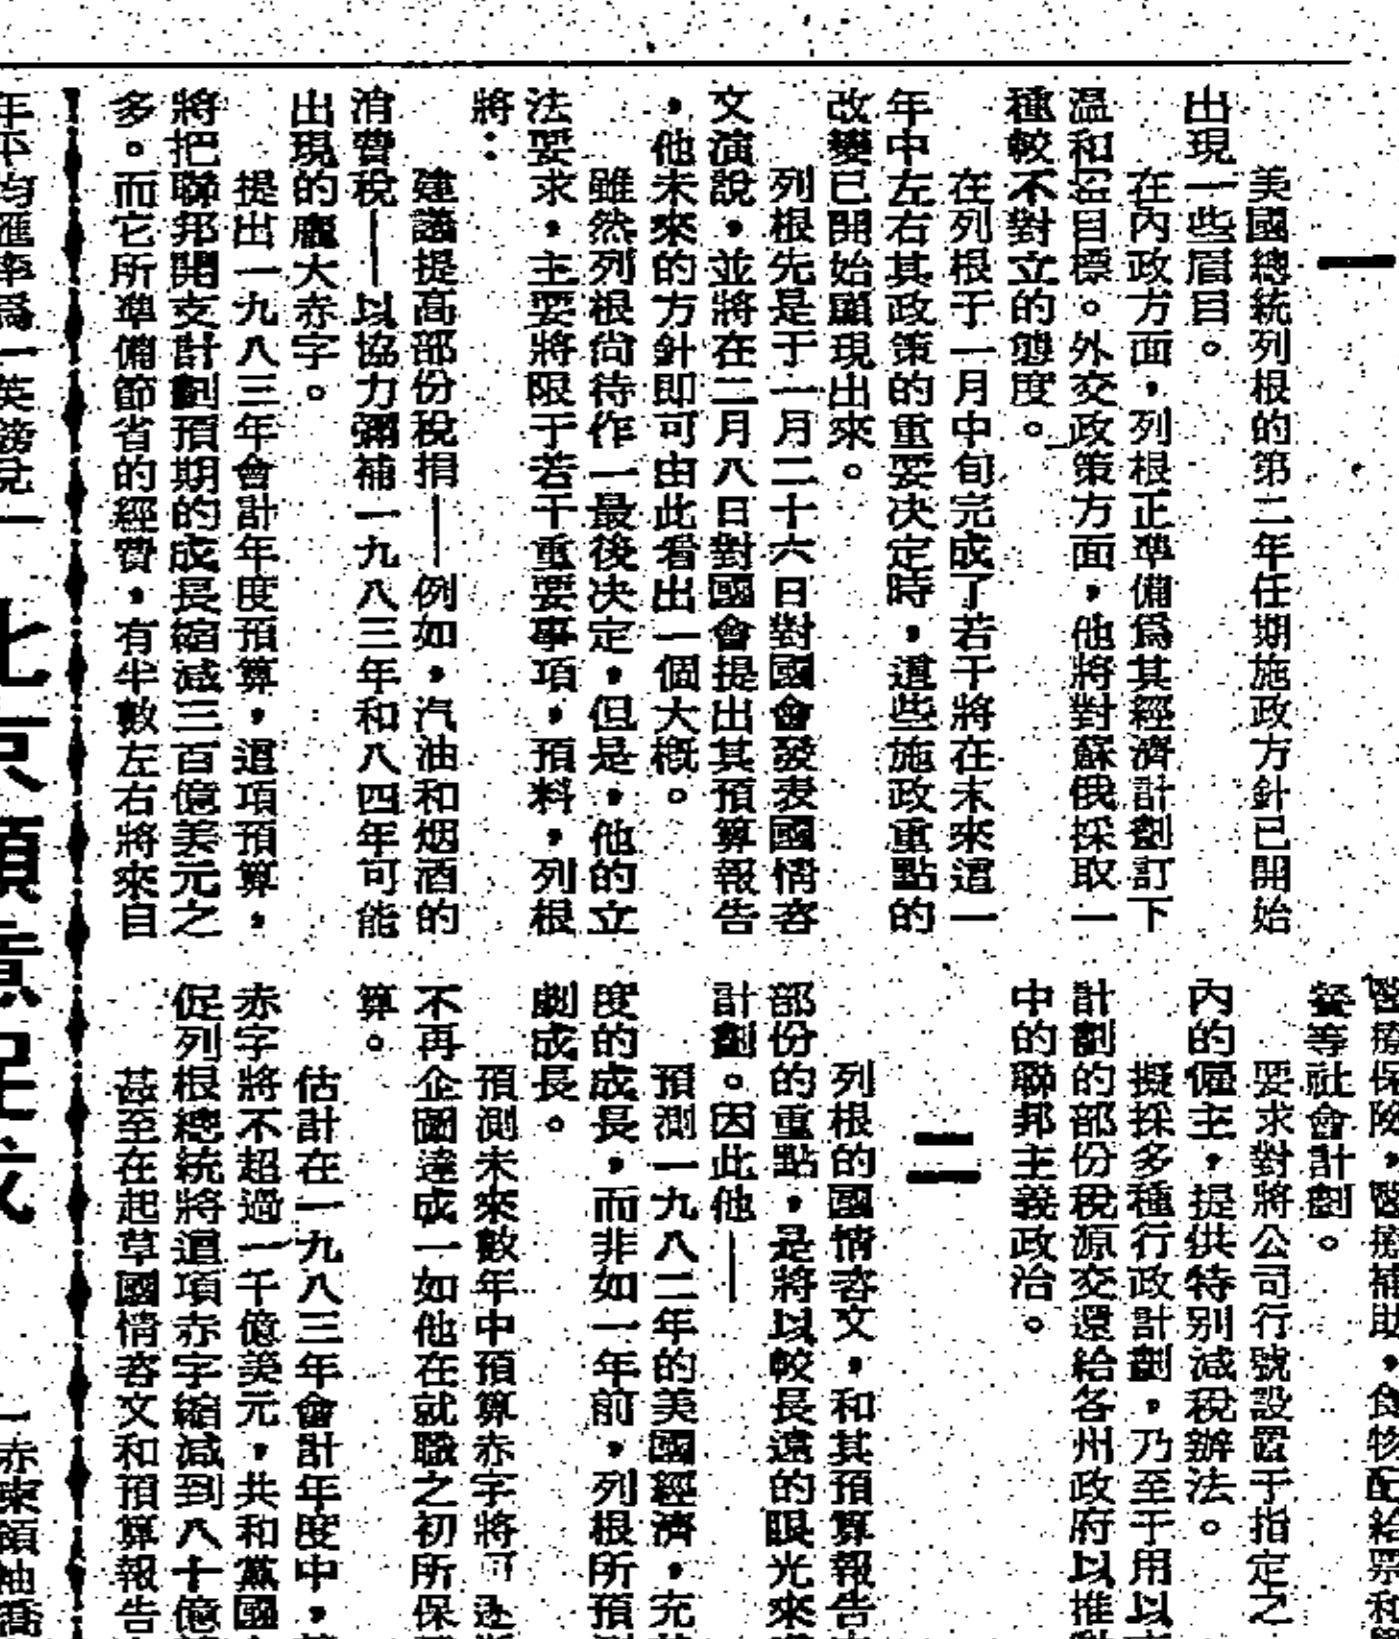 一
美國總統列根的第二年任期施政方針已開始
出現一些眉目。
在內政方面，列根正準備爲其經濟計劃訂下
温和目標。外交政策方面，他將對蘇俄採取一
種較不對立的態度。
在列根于一月中旬完成了若干將在未來這一
年中左右其政策的重要決定時，這些施政重點的
改變已開始顯現出來。
列根先是于一月二十六日對國會發表國情咨
文演說，並將在二月八日對國會提出其預算報告
，他未來的方針即可由此看出一個大概。
雖然列根尙待作一最後決定，但是，他的立
法要求，主要將限于若干重要事項，預料，列根
將：
建議提高部份稅捐——例如，汽油和烟酒的
消費稅——以協力彌補一九八三年和八四年可能
出現的龐大赤字。
提出一九八三年會計年度預算，這項預算，
將把聯邦開支計劃預期的成長縮減三百億美元之
多。而它所準備節省的經費，有半數左右將來自
醫療保險，醫療補助，食物配給票和
餐等社會計劃。
要求對將公司行號設置于指定之
內的僱主，提供特別減稅辦法。
擬採多種行政計劃，乃至于用以
計劃的部份稅源交還給各州政府以推
中的聯邦主義政治。
二
列根的國情咨文，和其預算報告
部份的重點，是將以較長遠的眼光來
計劃。因此他——
預測一九八二年的美國經濟，充
度的成長，而非如一年前，列根所預
劇成長。
預測未來數年中預算赤字將可逐
不再企圖達成一如他在就職之初所保
算。
估計在一九八三年會計年度中，
赤字將不超過一千億美元，共和黨國
促列根總統將這項赤字縮減到八十億
甚至在起草國情咨文和預算報告
年平均匯率爲一英鎊兌一
北京願意促成
赤柬領袖喬